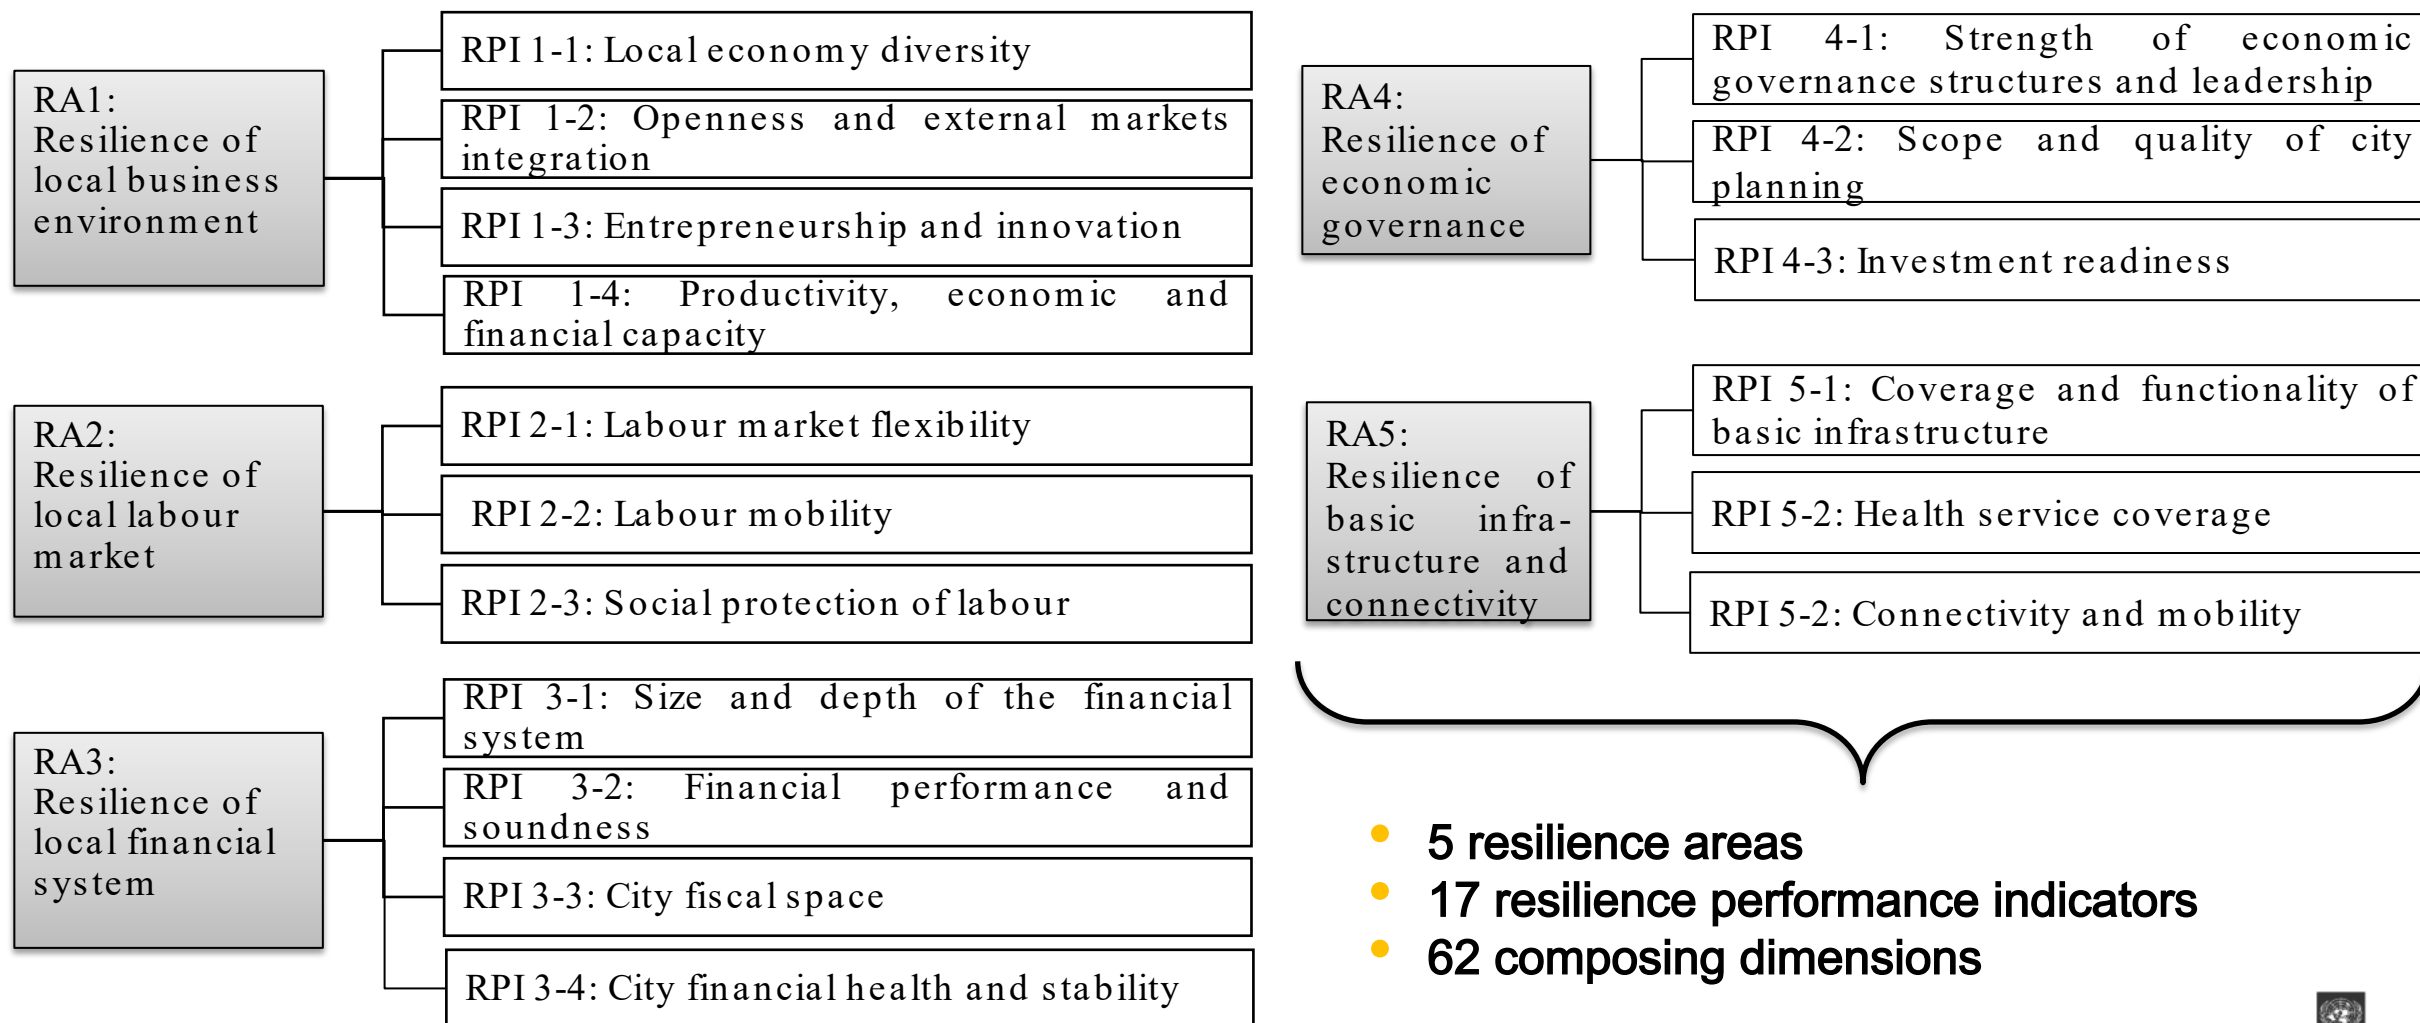 RA1:
Resilience of
local business
environment
RPI 1-1: Local economy diversity
RPI 1-2: Openness and external markets
integration
RPI 1-3: Entrepreneurship and innovation
RPI 1-4: Productivity, economic and
financial capacity
RA2:
Resilience of
local labour
market
RPI 2-1: Labour market flexibility
RPI 2-2: Labour mobility
RPI 2-3: Social protection of labour
RA3:
Resilience of
local financial
system
RPI 3-1: Size and depth of the financial
system
RPI 3-2: Financial performance and
soundness
RPI 3-3: City fiscal space
RPI 3-4: City financial health and stability
RA4:
Resilience of
economic
governance
RPI 4-1: Strength of economic
governance structures and leadership
RPI 4-2: Scope and quality of city
planning
RPI 4-3: Investment readiness
RA5:
Resilience of
basic infra-
structure and
connectivity
RPI 5-1: Coverage and functionality of
basic infrastructure
RPI 5-2: Health service coverage
RPI 5-2: Connectivity and mobility
• 5 resilience areas
• 17 resilience performance indicators
• 62 composing dimensions